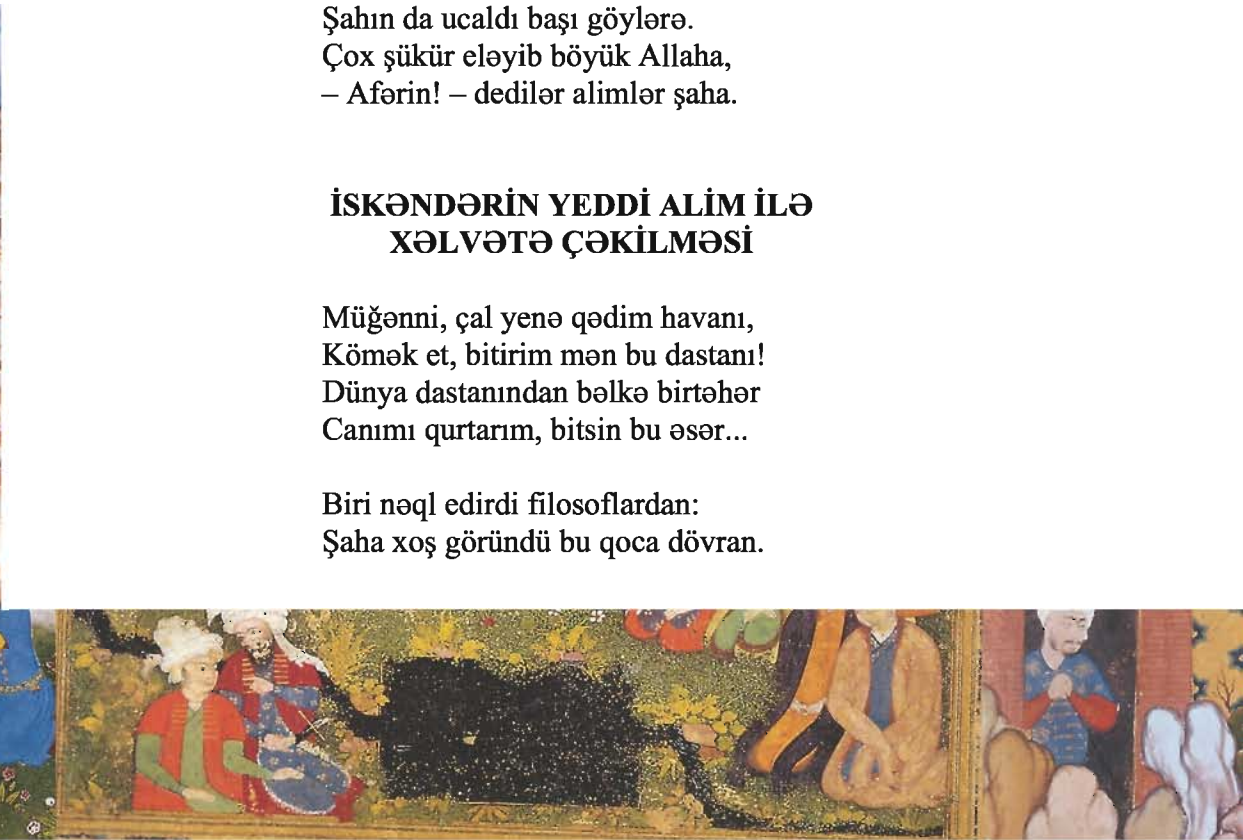 Şahın da ucaldı başı göylərə.
Çox şükür eləyib böyük Allaha,
– Afərin! – dedilər alimlər şaha.
İSKƏNDƏRİN YEDDİ ALİM İLƏ
XƏLVƏTƏ ÇƏKİLMƏSİ
Müğənni, çal yenə qədim havanı,
Kömək et, bitirim mən bu dastanı!
Dünya dastanından bəlkə birtəhər
Canımı qurtarım, bitsin bu əsər...
Biri nəql edirdi filosoflardan:
Şaha xoş göründü bu qoca dövran.